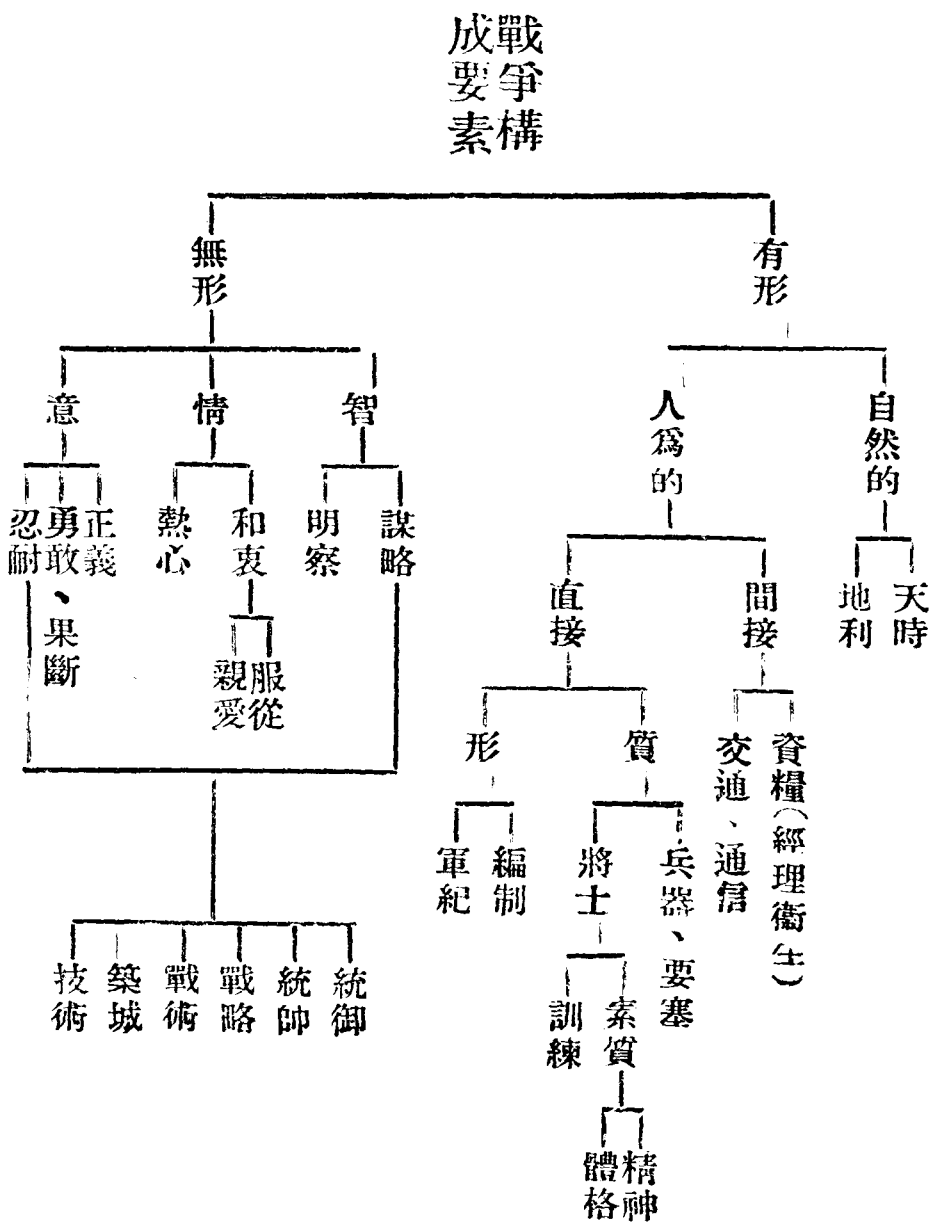 戰爭構
成要素
有形
無形
自然的
人爲的
智
情
意
天時
地利
間接
直接
謀略
明察
和衷
熱心
正義
勇敢、果斷
忍耐
服從
親愛
資糧(經理衞生)
交通、通信
質
形
兵器、要塞
將士
編制
軍紀
素質
訓練
精神
體格
統御
統帥
戰略
戰術
築城
技術